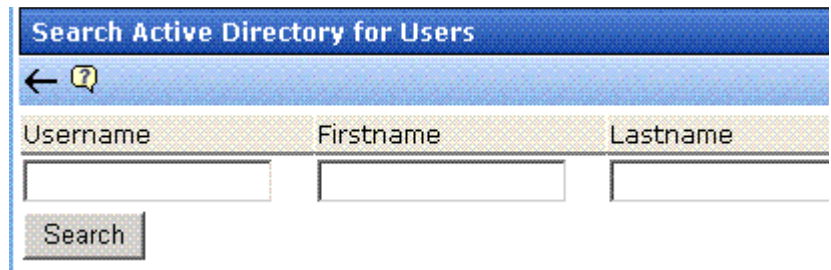 Search Active Directory for Users
?
Username Firstname Lastname
Search